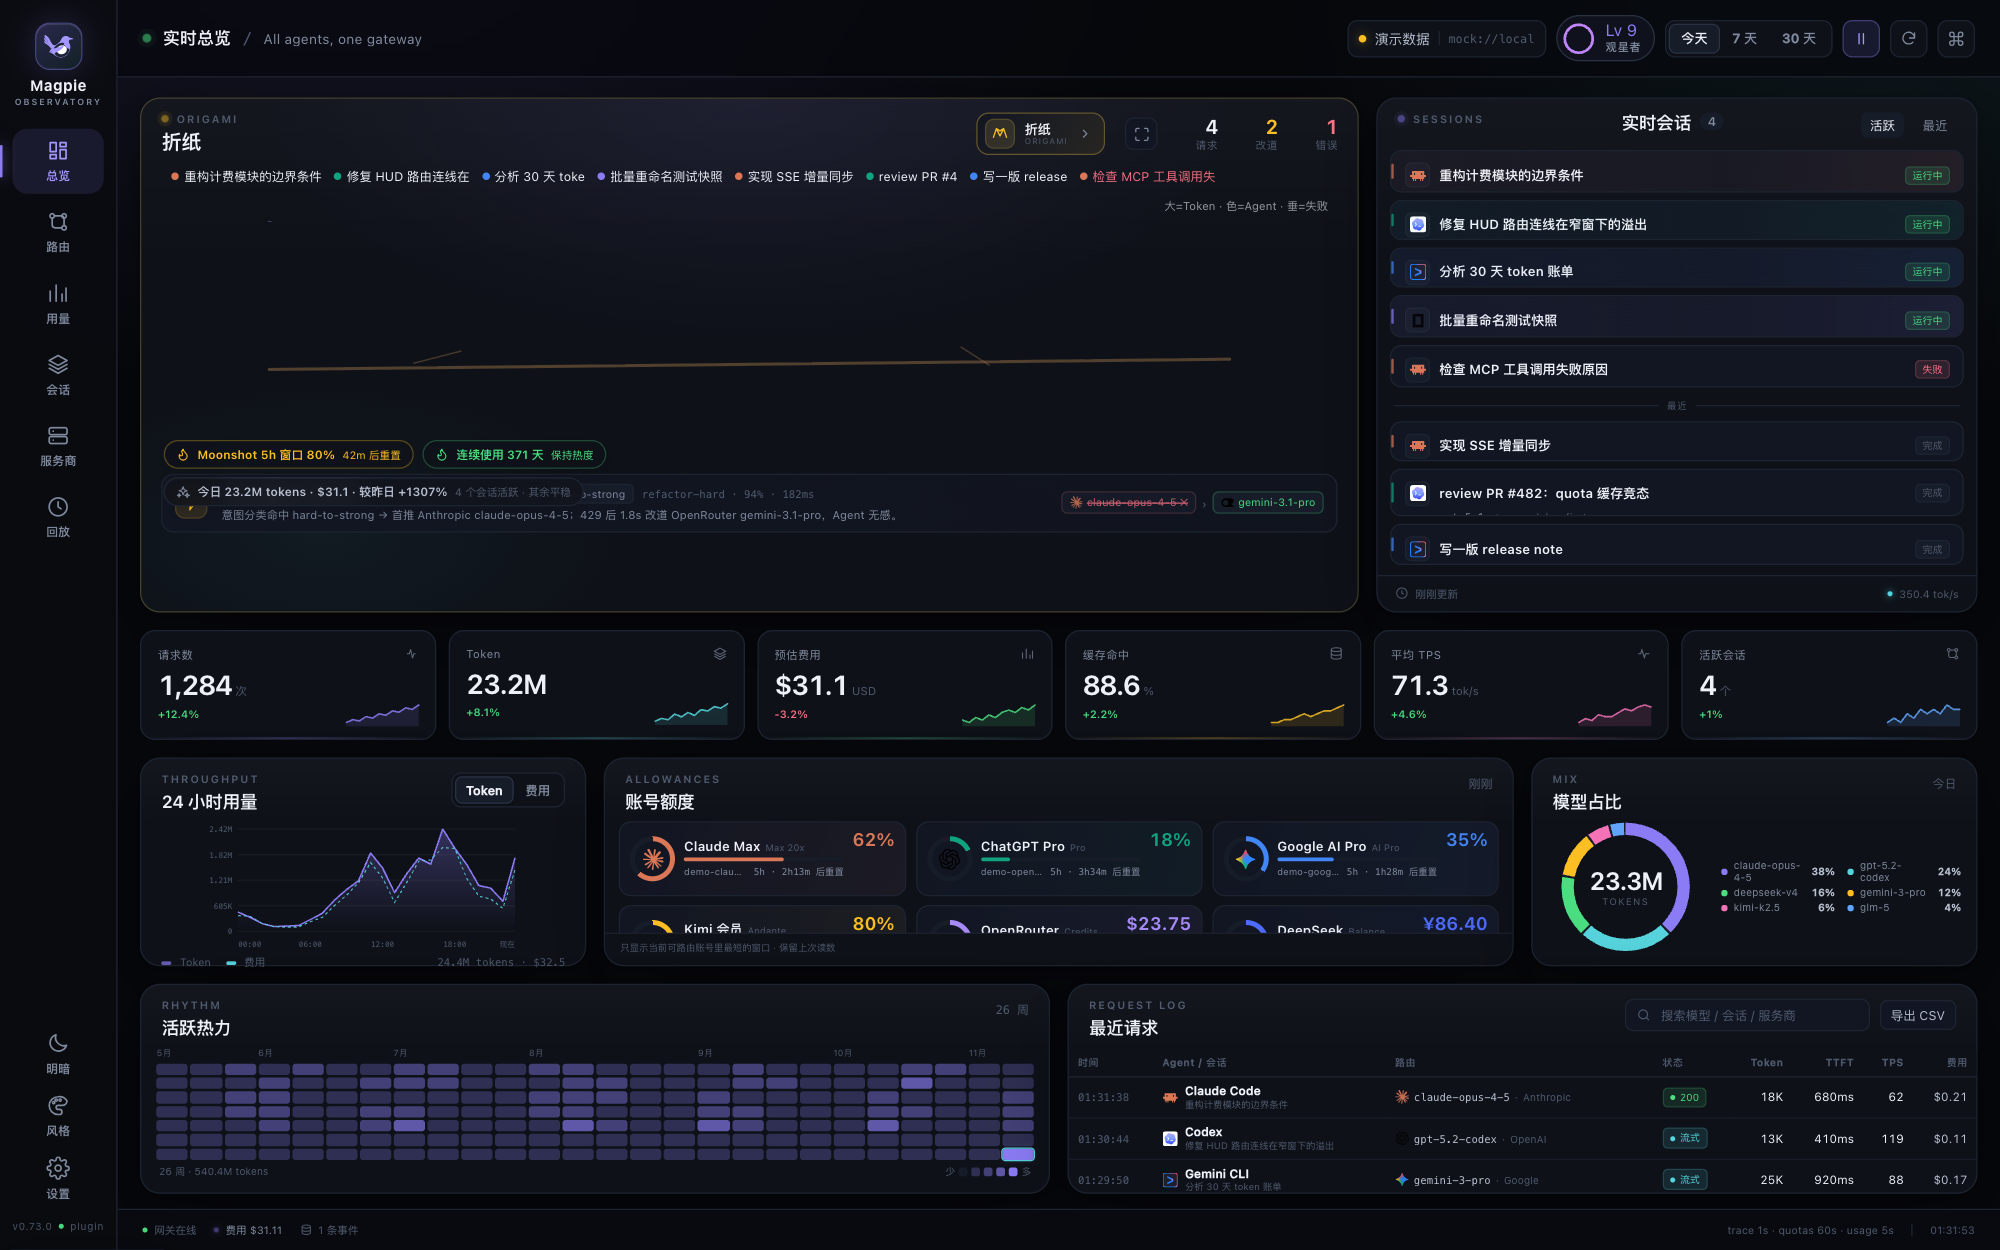 Magpie
OBSERVATORY
总览
路由
用量
会话
服务商
回放
明暗
风格
设置
v0.73.0 plugin
实时总览 / All agents, one gateway
演示数据 mock://local
Lv 9
观星者
今天 7 天 30 天
ORIGAMI
折纸
折纸
ORIGAMI
4 请求
2 改道
1 错误
重构计费模块的边界条件 修复 HUD 路由连线在 分析 30 天 toke 批量重命名测试快照 实现 SSE 增量同步 review PR #4 写一版 release 检查 MCP 工具调用失
大=Token · 色=Agent · 垂=失败
Moonshot 5h 窗口 80% 42m 后重置
连续使用 371 天 保持热度
今日 23.2M tokens · $31.1 · 较昨日 +1307% 4 个会话活跃 · 其余平稳
o-strong refactor-hard · 94% · 182ms
意图分类命中 hard-to-strong → 首推 Anthropic claude-opus-4-5；429 后 1.8s 改道 OpenRouter gemini-3.1-pro，Agent 无感。
claude-opus-4-5 ✕ › gemini-3.1-pro
SESSIONS
实时会话 4
活跃 最近
重构计费模块的边界条件 运行中
修复 HUD 路由连线在窄窗下的溢出 运行中
分析 30 天 token 账单 运行中
批量重命名测试快照 运行中
检查 MCP 工具调用失败原因 失败
最近
实现 SSE 增量同步 完成
review PR #482：quota 缓存竞态 完成
写一版 release note 完成
刚刚更新 350.4 tok/s
请求数
1,284 次
+12.4%
Token
23.2M
+8.1%
预估费用
$31.1 USD
-3.2%
缓存命中
88.6 %
+2.2%
平均 TPS
71.3 tok/s
+4.6%
活跃会话
4 个
+1%
THROUGHPUT
24 小时用量
Token 费用
2.42M
1.82M
1.21M
605K
0
00:00 06:00 12:00 18:00 现在
Token 费用 24.4M tokens · $32.5
ALLOWANCES
账号额度
刚刚
Claude Max Max 20x 62%
demo-clau… 5h · 2h13m 后重置
ChatGPT Pro Pro 18%
demo-open… 5h · 3h34m 后重置
Google AI Pro AI Pro 35%
demo-goog… 5h · 1h28m 后重置
Kimi 会员 Andante 80%
OpenRouter Credits $23.75
DeepSeek Balance ¥86.40
只显示当前可路由账号里最短的窗口 · 保留上次读数
MIX
模型占比
今日
23.3M
TOKENS
claude-opus-4-5 38%
gpt-5.2-codex 24%
deepseek-v4 16%
gemini-3-pro 12%
kimi-k2.5 6%
glm-5 4%
RHYTHM
活跃热力
26 周
5月 6月 7月 8月 9月 10月 11月
26 周 · 540.4M tokens
少 多
REQUEST LOG
最近请求
搜索模型 / 会话 / 服务商
导出 CSV
时间 Agent / 会话 路由 状态 Token TTFT TPS 费用
01:31:38 Claude Code claude-opus-4-5 · Anthropic 200 18K 680ms 62 $0.21
重构计费模块的边界条件
01:30:44 Codex gpt-5.2-codex · OpenAI 流式 13K 410ms 119 $0.11
修复 HUD 路由连线在窄窗下的溢出
01:29:50 Gemini CLI gemini-3-pro · Google 流式 25K 920ms 88 $0.17
分析 30 天 token 账单
网关在线 费用 $31.11 1 条事件
trace 1s · quotas 60s · usage 5s 01:31:53